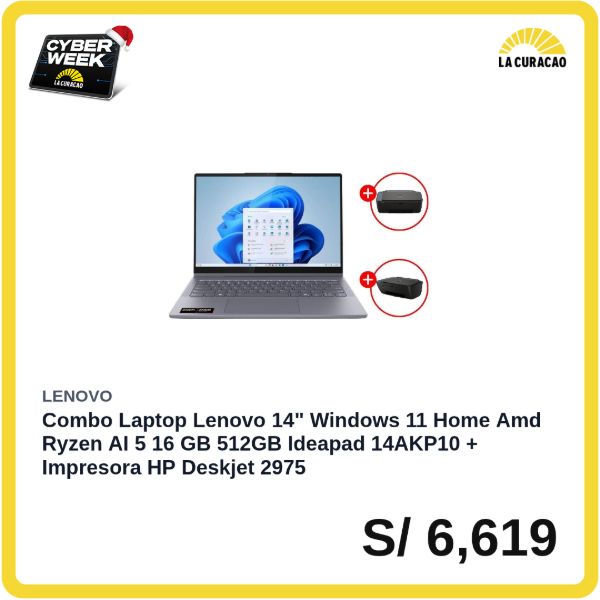 CYBER
WEEK
LA CURACAO
LA CURACAO
LENOVO
Combo Laptop Lenovo 14" Windows 11 Home Amd
Ryzen AI 5 16 GB 512GB Ideapad 14AKP10 +
Impresora HP Deskjet 2975
S/ 6,619